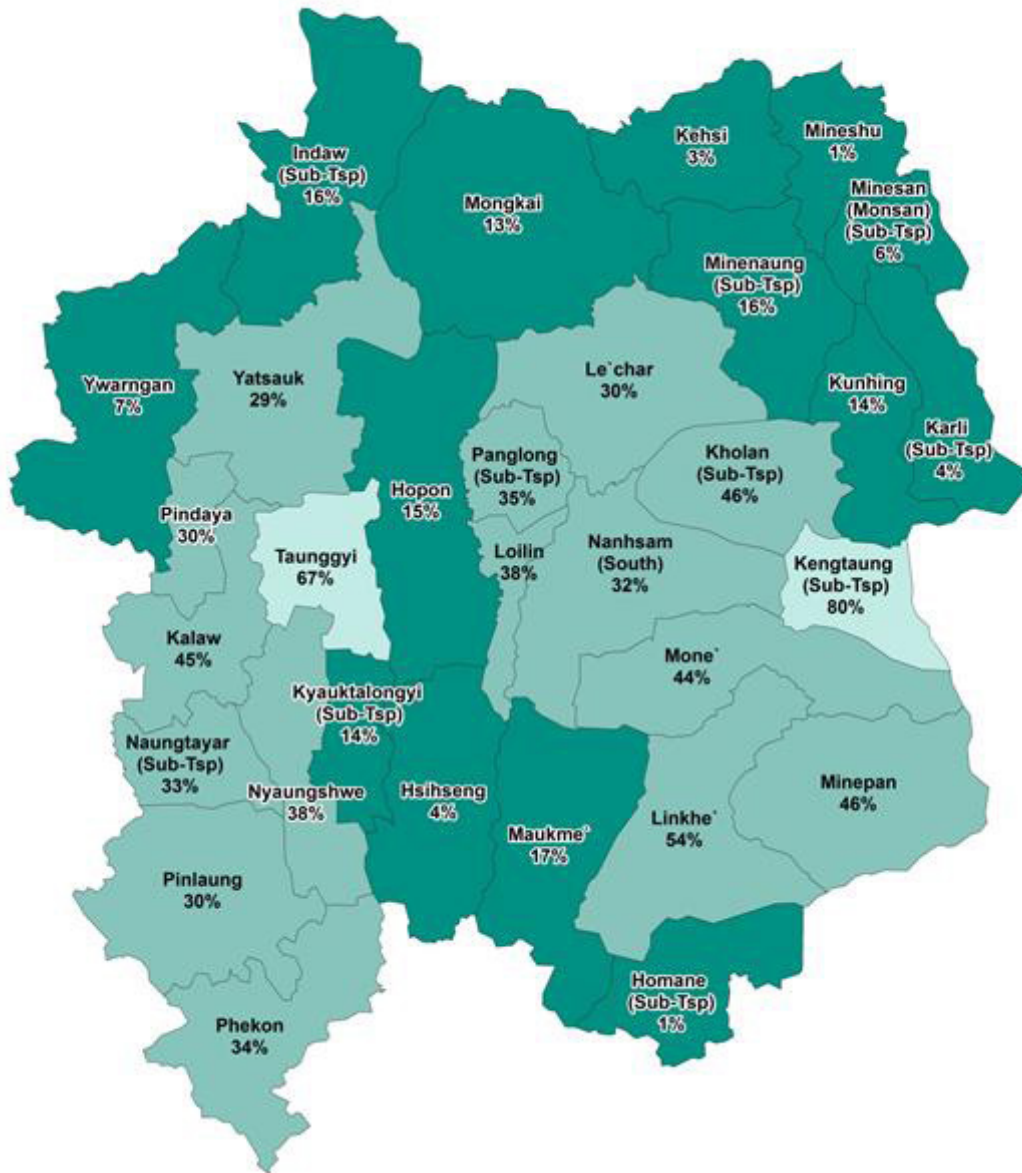 Kehsi
3%
Mineshu
1%
Indaw
(Sub-Tsp)
16%
Mongkai
13%
Minesan
(Monsan)
(Sub-Tsp)
6%
Minenaung
(Sub-Tsp)
16%
Ywarngan
7%
Yatsauk
29%
Le`char
30%
Kunhing
14%
Karli
(Sub-Tsp)
4%
Panglong
(Sub-Tsp)
35%
Kholan
(Sub-Tsp)
46%
Hopon
15%
Pindaya
30%
Taunggyi
67%
Loilin
38%
Nanhsam
(South)
32%
Kengtaung
(Sub-Tsp)
80%
Kalaw
45%
Mone`
44%
Kyauktalongyi
(Sub-Tsp)
14%
Naungtayar
(Sub-Tsp)
33%
Nyaungshwe
38%
Hsihseng
4%
Minepan
46%
Linkhe`
54%
Maukme`
17%
Pinlaung
30%
Homane
(Sub-Tsp)
1%
Phekon
34%